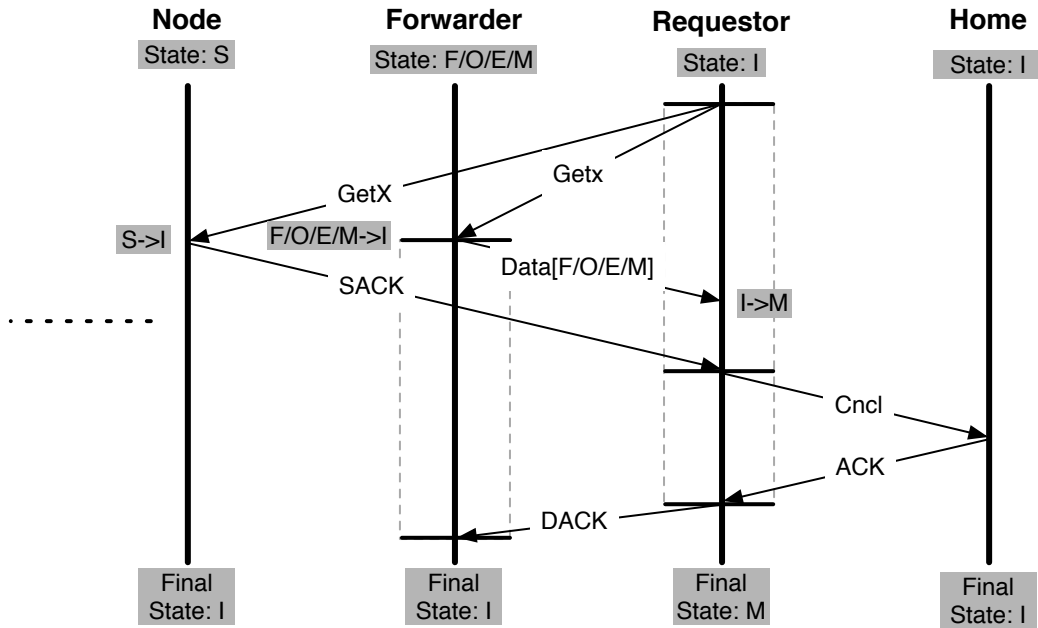 Node
Forwarder
Requestor
Home
State: S
State: F/O/E/M
State: I
State: I
GetX
Getx
S->I
F/O/E/M->I
Data[F/O/E/M]
SACK
I->M
Cncl
ACK
DACK
Final
State: I
Final
State: I
Final
State: M
Final
State: I